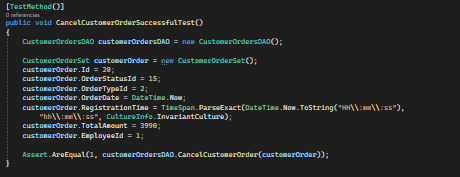 [TestMethod()]
0 referencias
public void CancelCustomerOrderSuccessfulTest()
{
CustomerOrdersDAO customerOrdersDAO = new CustomerOrdersDAO();
CustomerOrderSet customerOrder = new CustomerOrderSet();
customerOrder.Id = 20;
customerOrder.OrderStatusId = 15;
customerOrder.OrderTypeId = 2;
customerOrder.OrderDate = DateTime.Now;
customerOrder.RegistrationTime = TimeSpan.ParseExact(DateTime.Now.ToString("HH\\:mm\\:ss"),
"hh\\:mm\\:ss", CultureInfo.InvariantCulture);
customerOrder.TotalAmount = 3990;
customerOrder.EmployeeId = 1;
Assert.AreEqual(1, customerOrdersDAO.CancelCustomerOrder(customerOrder));
}